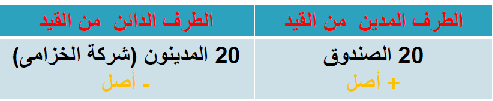 الطرف المدين من القيد
الطرف الدائن من القيد
20 الصندوق
+ أصل
20 المدينون (شركة الخزامى)
- أصل